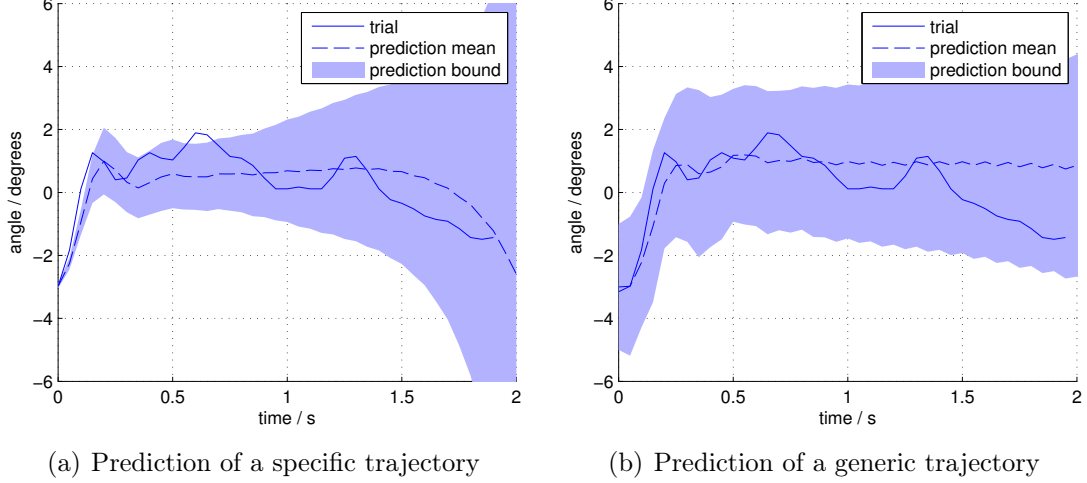 6
4
2
0
−2
−4
−6
0
0.5
1
1.5
2
angle / degrees
time / s
trial
prediction mean
prediction bound
(a) Prediction of a specific trajectory
6
4
2
0
−2
−4
−6
0
0.5
1
1.5
2
angle / degrees
time / s
trial
prediction mean
prediction bound
(b) Prediction of a generic trajectory